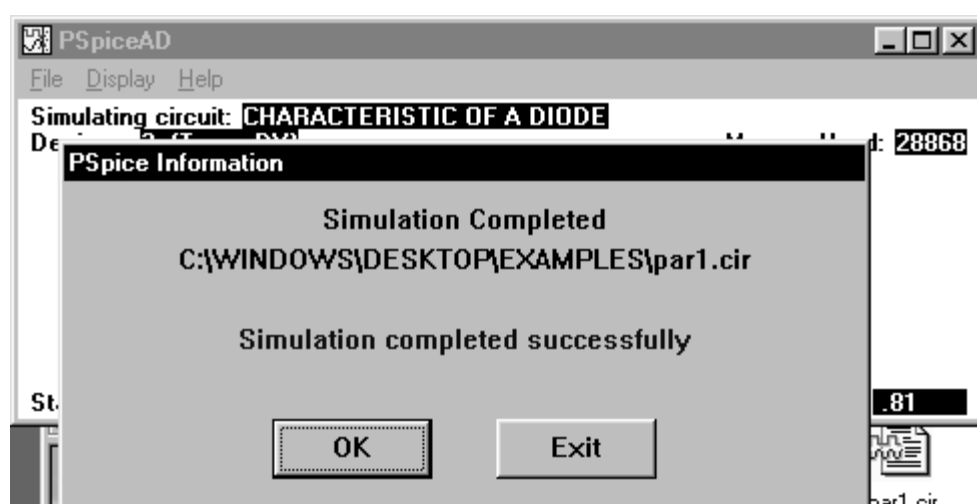 PSpiceAD
File Display Help
Simulating circuit: CHARACTERISTIC OF A DIODE
28868
PSpice Information
Simulation Completed
C:\WINDOWS\DESKTOP\EXAMPLES\par1.cir
Simulation completed successfully
.81
OK Exit
par1.cir